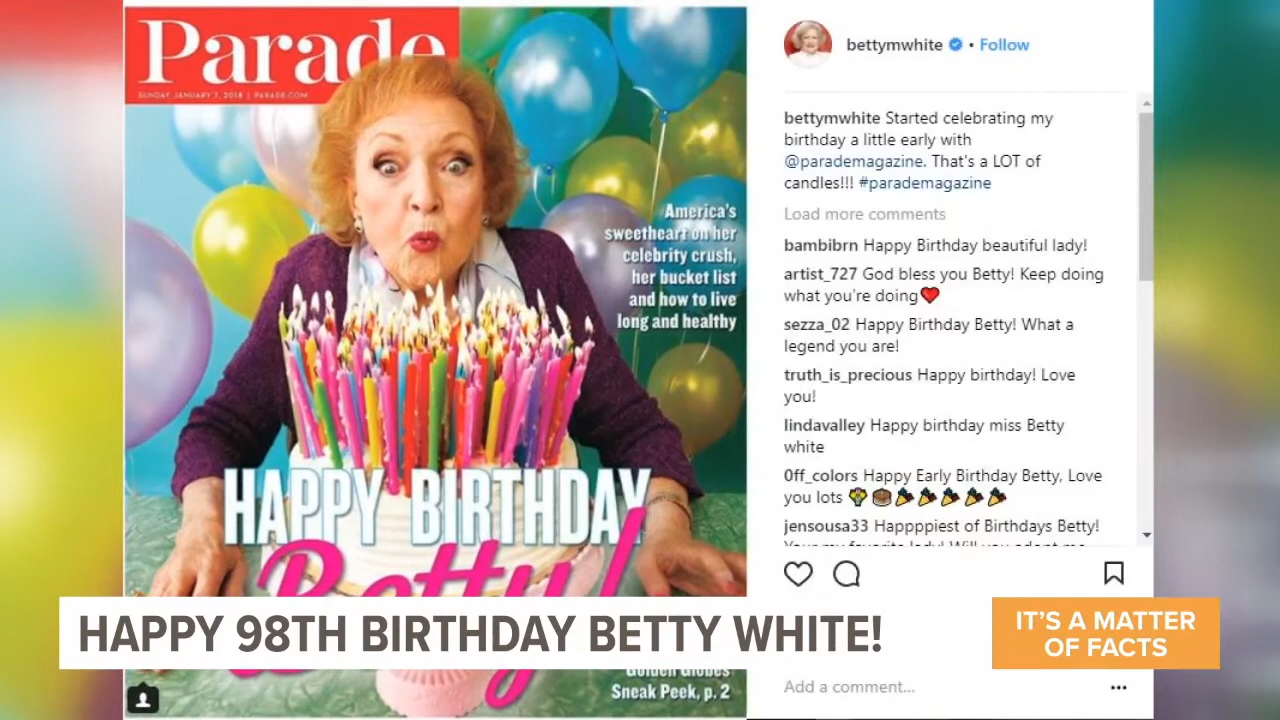 Parade
SUNDAY, JANUARY 7, 2018 | PARADE.COM
America's
sweetheart on her
celebrity crush,
her bucket list
and how to live
long and healthy
HAPPY BIRTHDAY
Betty!
Golden Globes
Sneak Peek, p. 2
bettymwhite • Follow
bettymwhite Started celebrating my
birthday a little early with
@parademagazine. That's a LOT of
candles!!! #parademagazine
Load more comments
bambibrn Happy Birthday beautiful lady!
artist_727 God bless you Betty! Keep doing
what you're doing❤️
sezza_02 Happy Birthday Betty! What a
legend you are!
truth_is_precious Happy birthday! Love
you!
lindavalley Happy birthday miss Betty
white
0ff_colors Happy Early Birthday Betty, Love
you lots 💐🎂🎉🎉🎉🎉🎉
jensousa33 Happppiest of Birthdays Betty!
Add a comment...
HAPPY 98TH BIRTHDAY BETTY WHITE!
IT'S A MATTER
OF FACTS